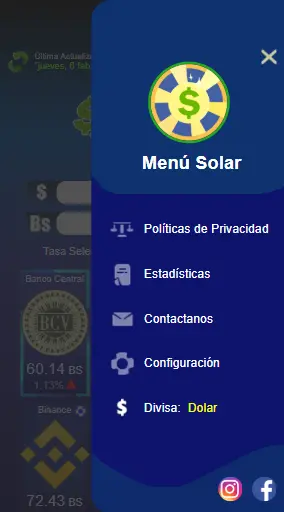 Última Actualiz
"jueves, 6 feb
Menú Solar
$
Bs
Tasa Sele
Políticas de Privacidad
Estadísticas
Contactanos
Configuración
$ Divisa: Dolar
Banco Central
BCV
60.14 BS
1.13%
Binance
72.43 BS